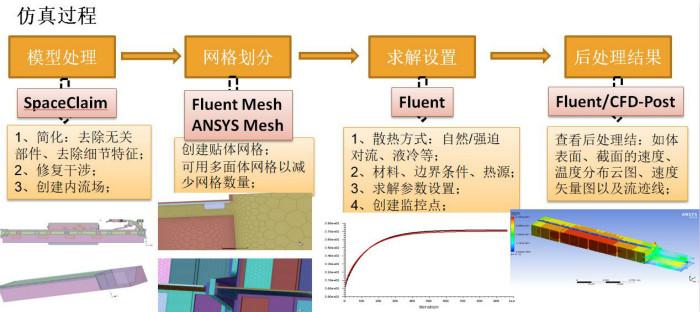 仿真过程
模型处理
网格划分
求解设置
后处理结果
SpaceClaim
Fluent Mesh
ANSYS Mesh
Fluent
Fluent/CFD-Post
1、简化：去除无关
部件、去除细节特征；
2、修复干涉；
3、创建内流场；
创建贴体网格；
可用多面体网格以减
少网格数量；
1、散热方式：自然/强迫
对流、液冷等；
2、材料、边界条件、热源；
3、求解参数设置；
4、创建监控点；
查看后处理结：如体
表面、截面的速度、
温度分布云图、速度
矢量图以及流迹线；
Iteration
ANSYS